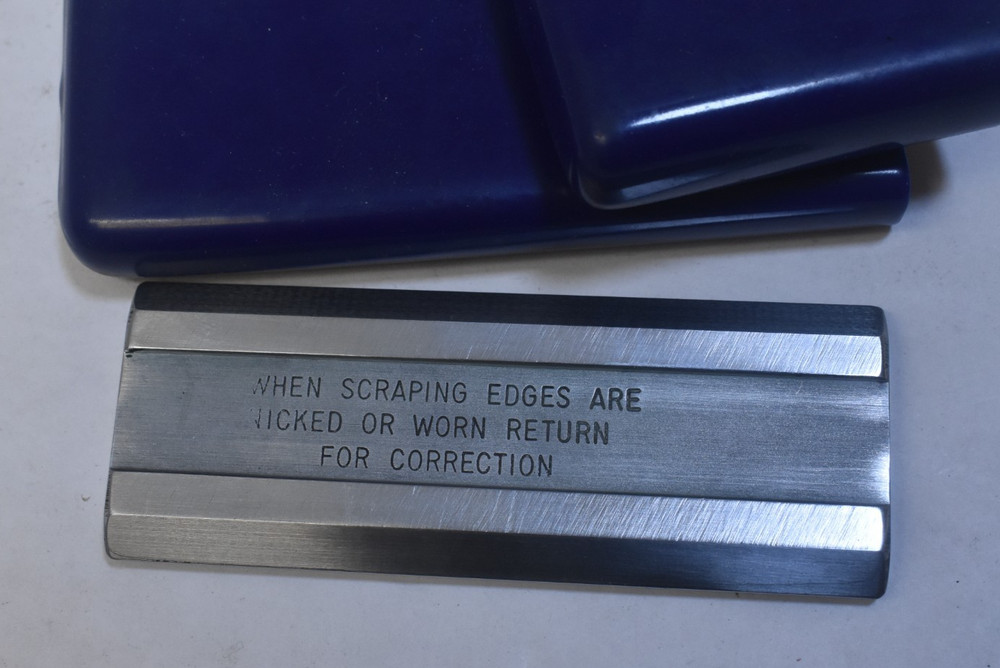 WHEN SCRAPING EDGES ARE
NICKED OR WORN RETURN
FOR CORRECTION